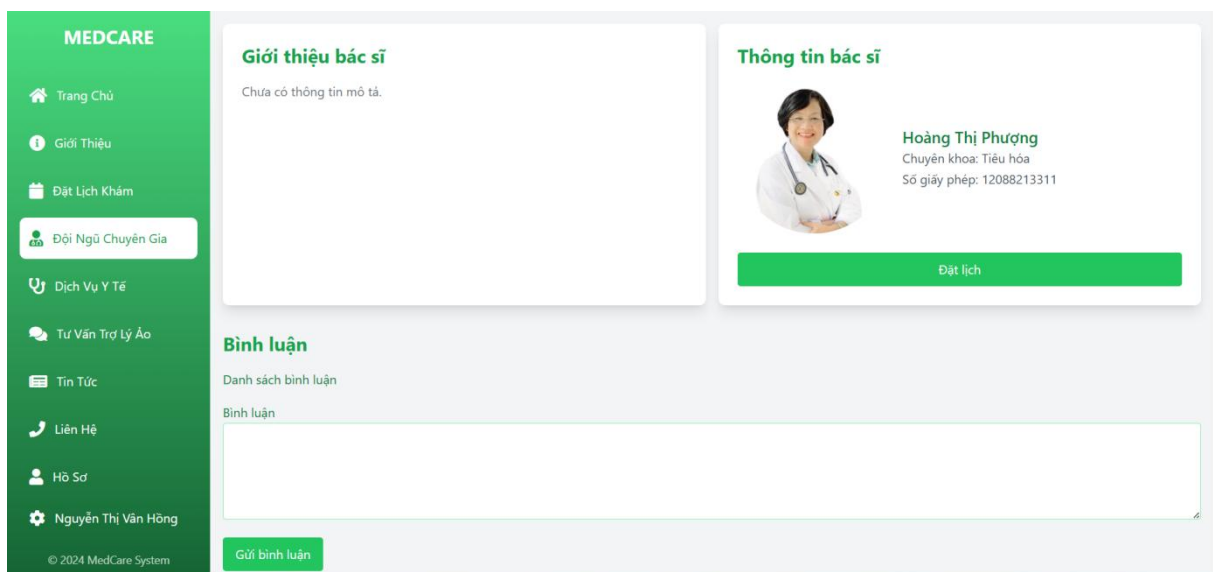 MEDCARE
Trang Chủ
Giới Thiệu
Đặt Lịch Khám
Đội Ngũ Chuyên Gia
Dịch Vụ Y Tế
Tư Vấn Trợ Lý Ảo
Tin Tức
Liên Hệ
Hồ Sơ
Nguyễn Thị Vân Hồng
© 2024 MedCare System
Giới thiệu bác sĩ
Chưa có thông tin mô tả.
Thông tin bác sĩ
Hoàng Thị Phượng
Chuyên khoa: Tiêu hóa
Số giấy phép: 12088213311
Đặt lịch
Bình luận
Danh sách bình luận
Bình luận
Gửi bình luận